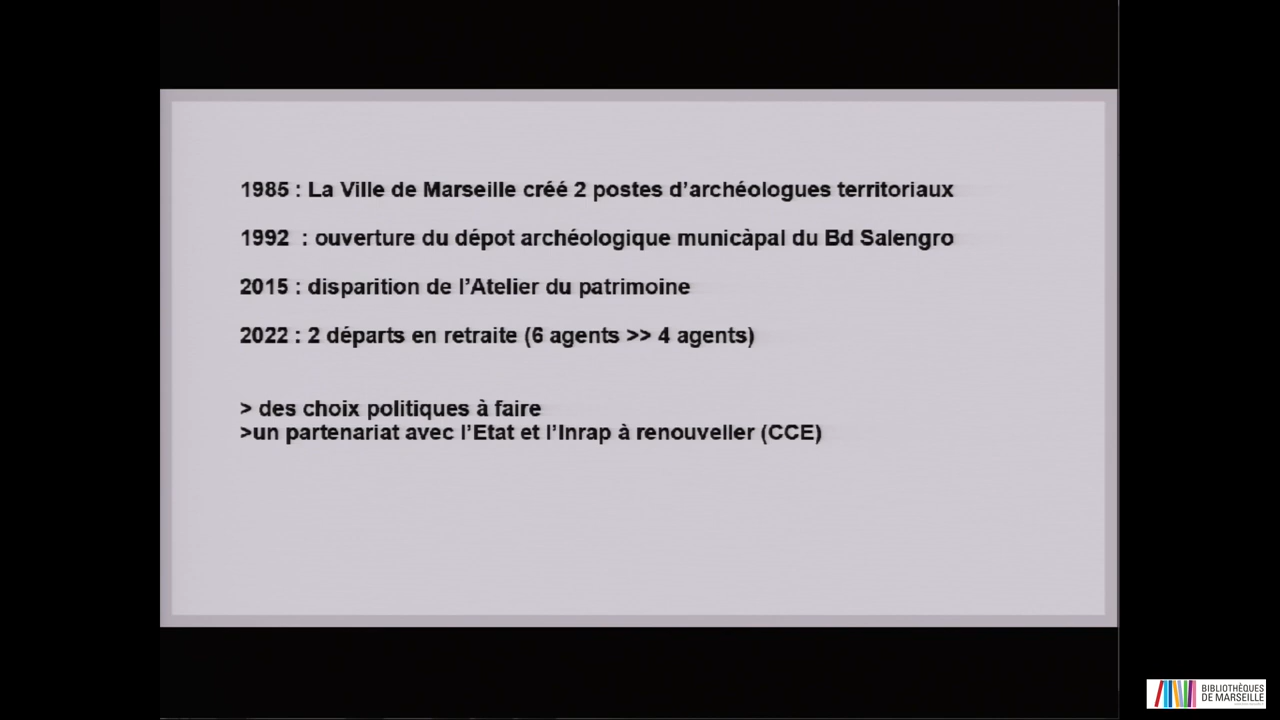 1985 : La Ville de Marseille créé 2 postes d'archéologues territoriaux
1992  : ouverture du dépot archéologique municàpal du Bd Salengro
2015 : disparition de l'Atelier du patrimoine
2022 : 2 départs en retraite (6 agents >> 4 agents)
> des choix politiques à faire
>un partenariat avec l'Etat et l'Inrap à renouveller (CCE)
BIBLIOTHÈQUES
DE MARSEILLE